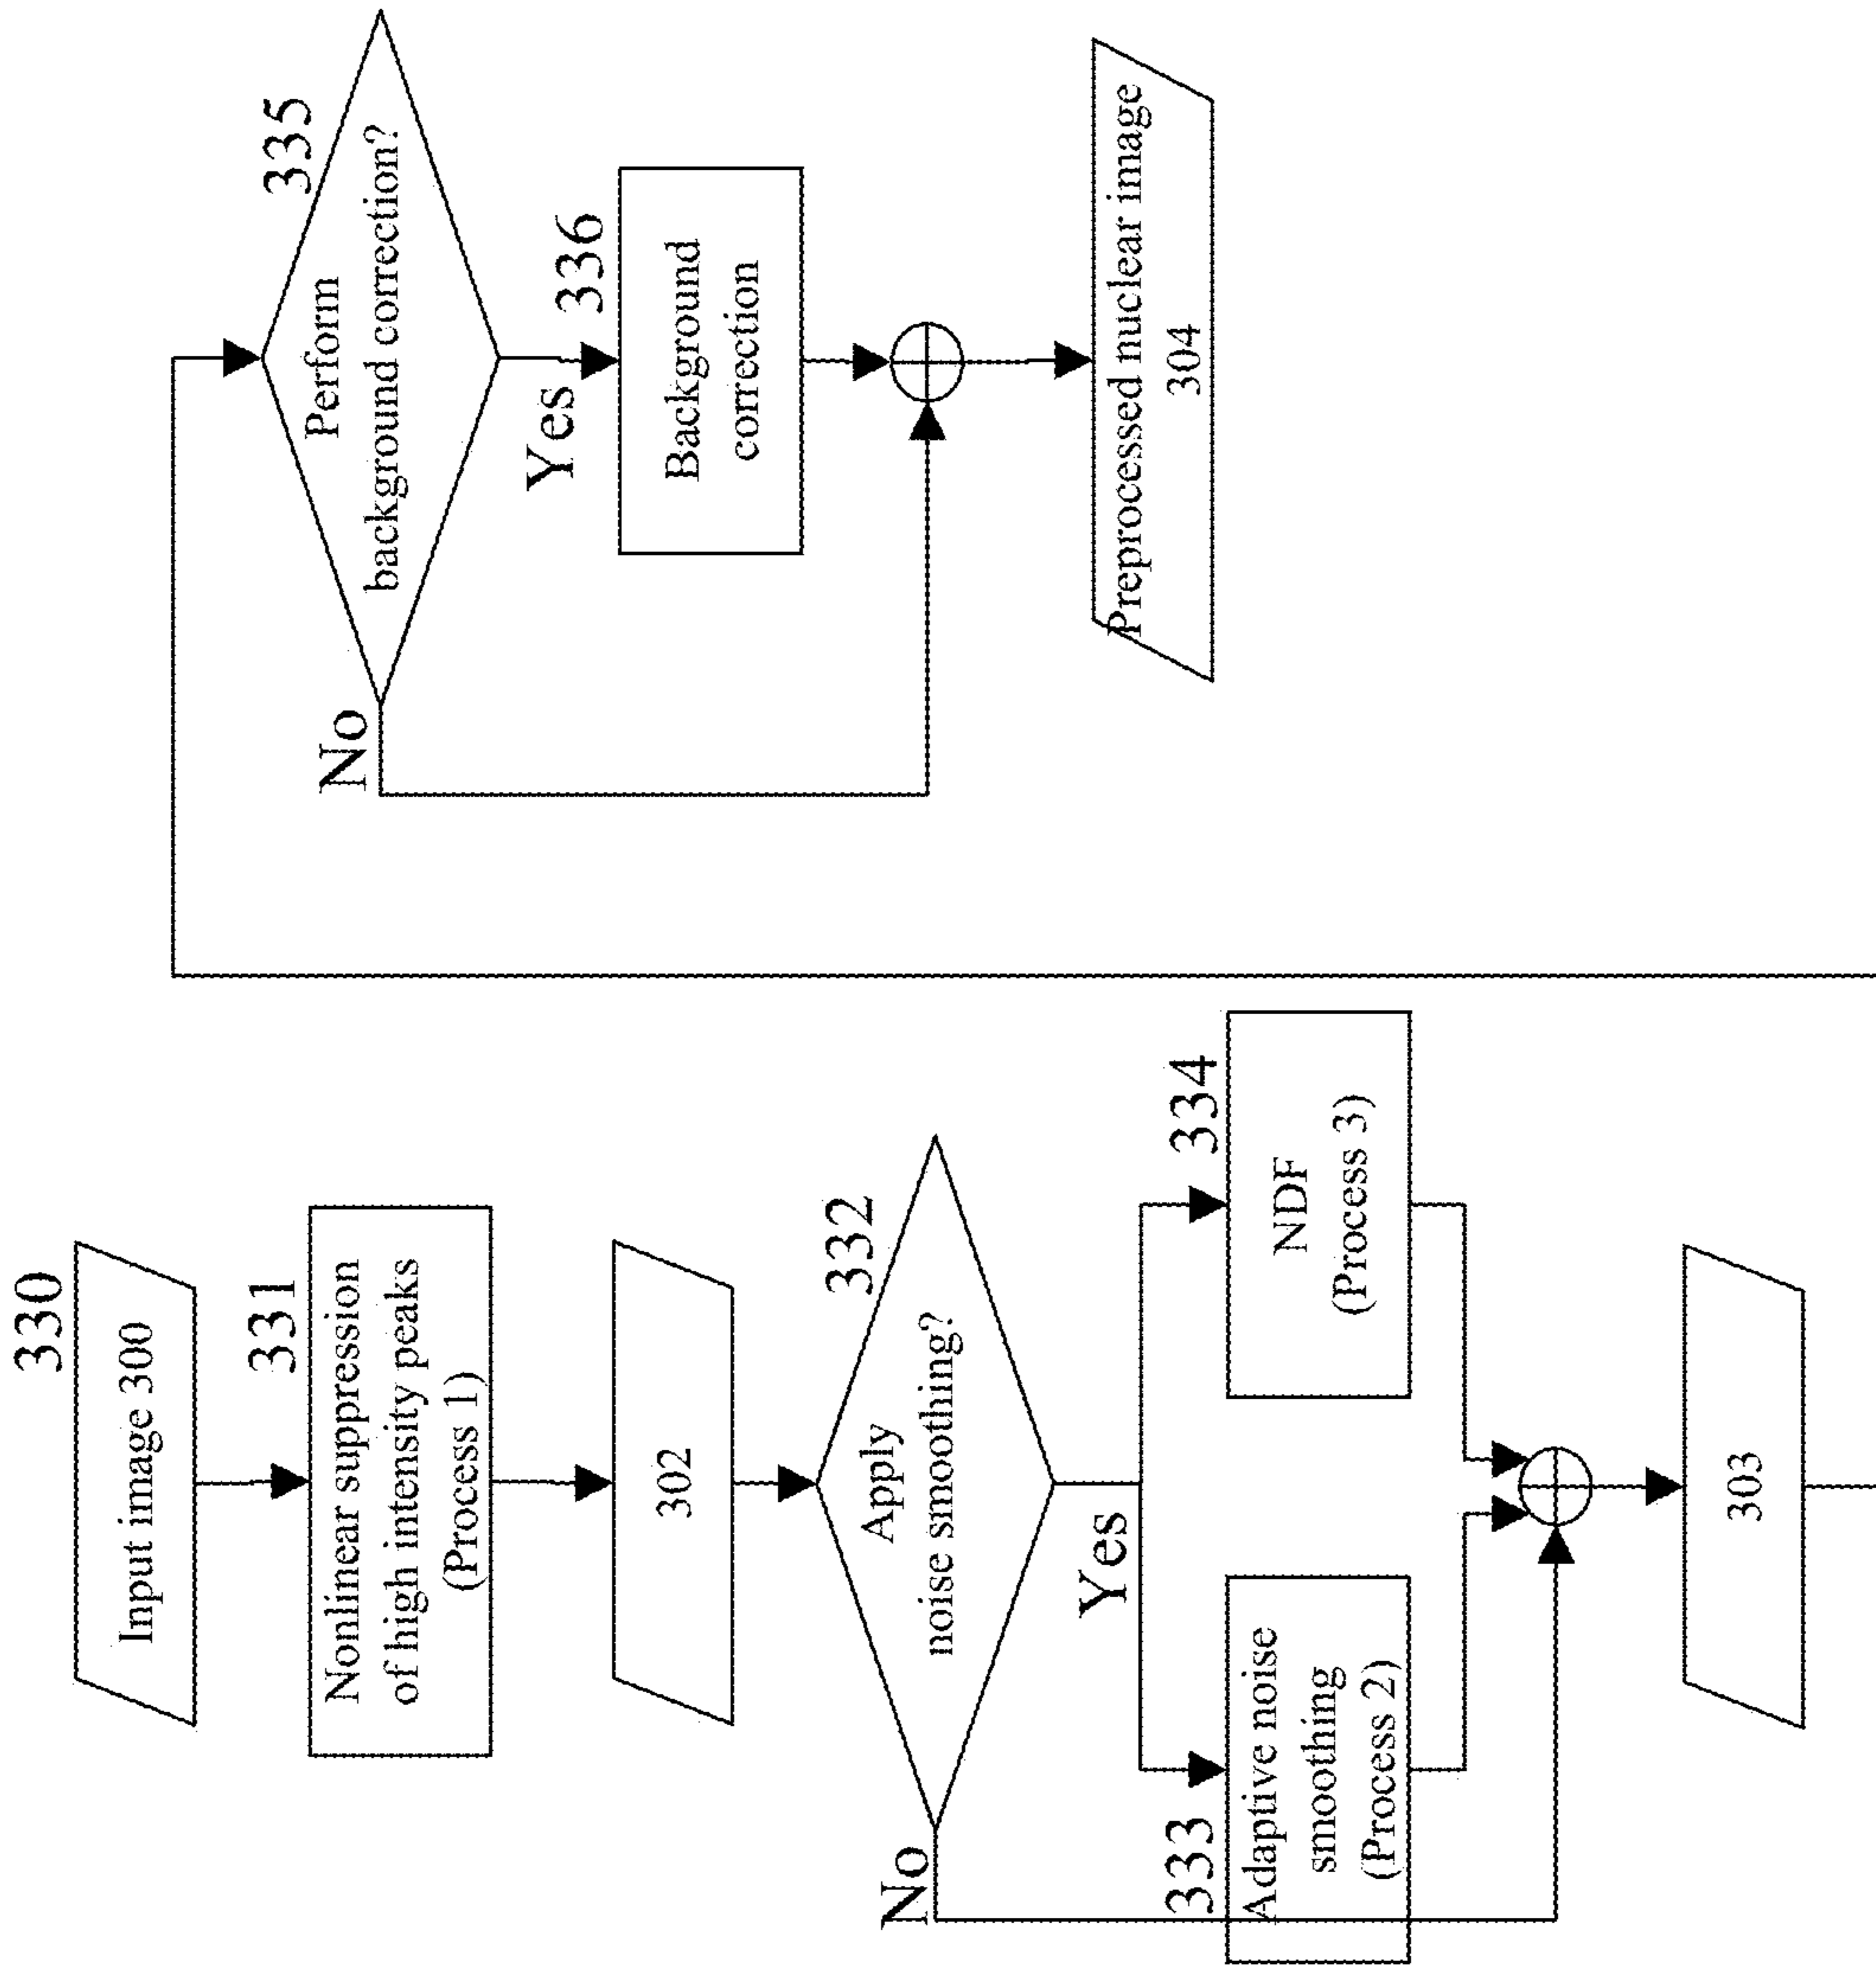 330
Input image 300
331
Nonlinear suppression
of high intensity peaks
(Process 1)
302
332
Apply
noise smoothing?
No
Yes
333
Adaptive noise
smoothing
(Process 2)
334
NDF
(Process 3)
303
335
Perform
background correction?
No
Yes
336
Background
correction
Preprocessed nuclear image
304